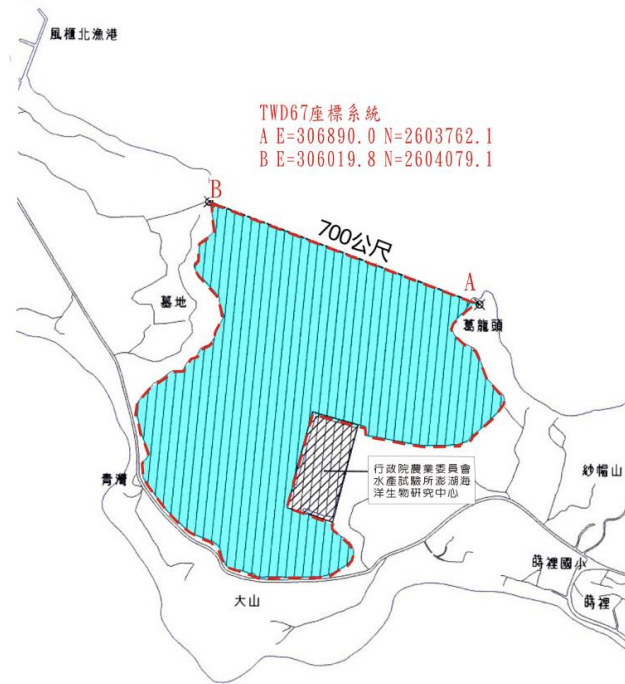 風櫃北漁港
TWD67座標系統
A E=306890.0 N=2603762.1
B E=306019.8 N=2604079.1
B
700公尺
A
墓地
葛龍頭
行政院農業委員會
水產試驗所澎湖海
洋生物研究中心
紗帽山
青灣
大山
蒔裡國小
蒔裡